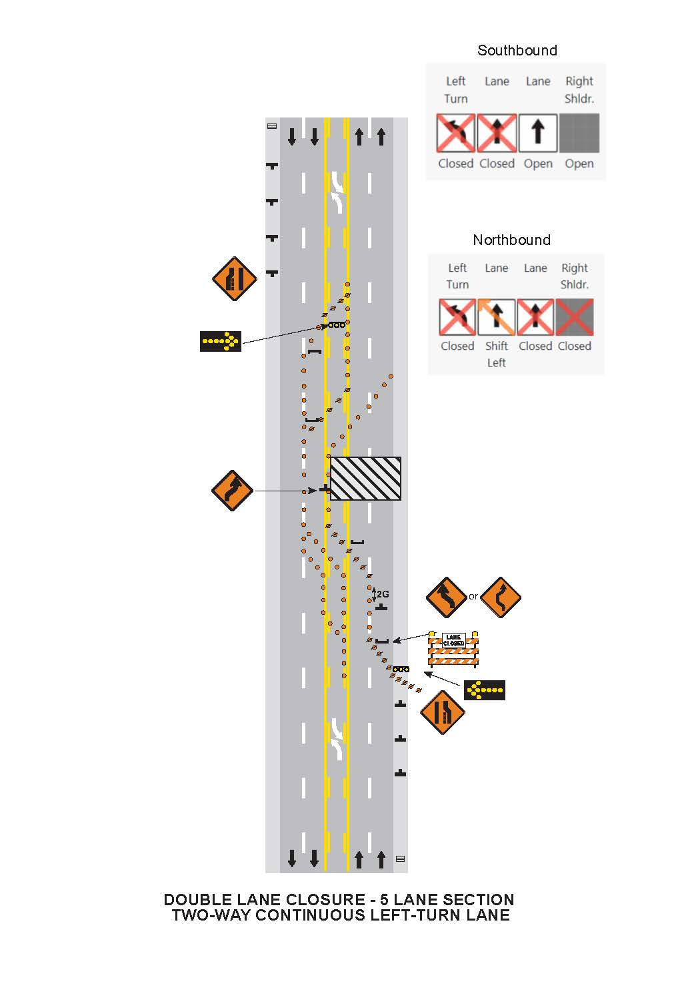 Southbound
Left Lane Lane Right
Turn Shldr.
Closed Closed Open Open
Northbound
Left Lane Lane Right
Turn Shldr.
Closed Shift Closed Closed
Left
2G
or
LANE
CLOSED
DOUBLE LANE CLOSURE - 5 LANE SECTION
TWO-WAY CONTINUOUS LEFT-TURN LANE